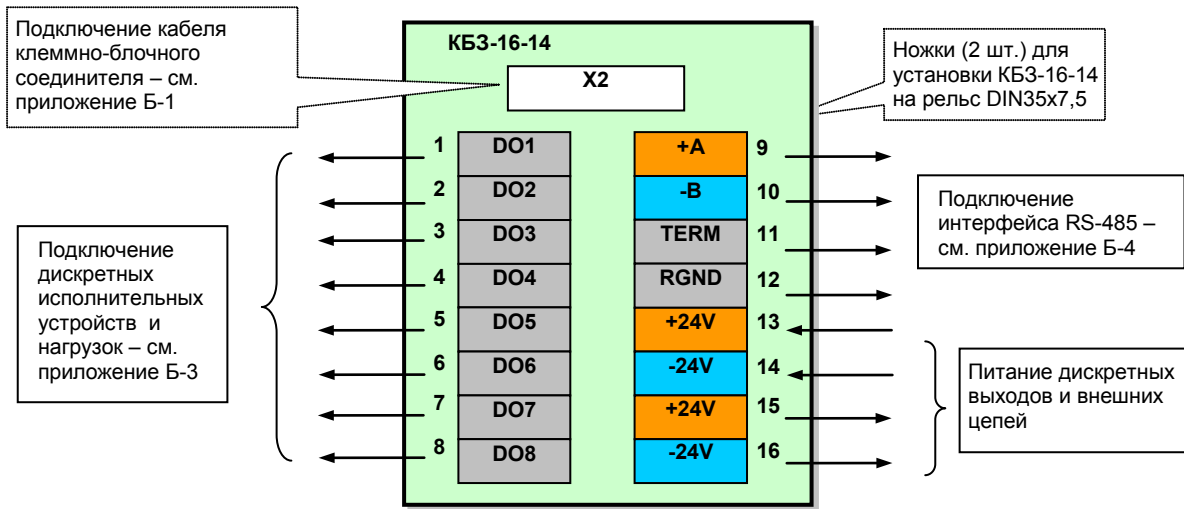 Подключение кабеля
клеммно-блочного
соединителя – см.
приложение Б-1
КБЗ-16-14
X2
Ножки (2 шт.) для
установки КБЗ-16-14
на рельс DIN35x7,5
1 DO1
2 DO2
3 DO3
4 DO4
5 DO5
6 DO6
7 DO7
8 DO8
+A 9
-B 10
TERM 11
RGND 12
+24V 13
-24V 14
+24V 15
-24V 16
Подключение
дискретных
исполнительных
устройств и
нагрузок – см.
приложение Б-3
Подключение
интерфейса RS-485 –
см. приложение Б-4
Питание дискретных
выходов и внешних
цепей